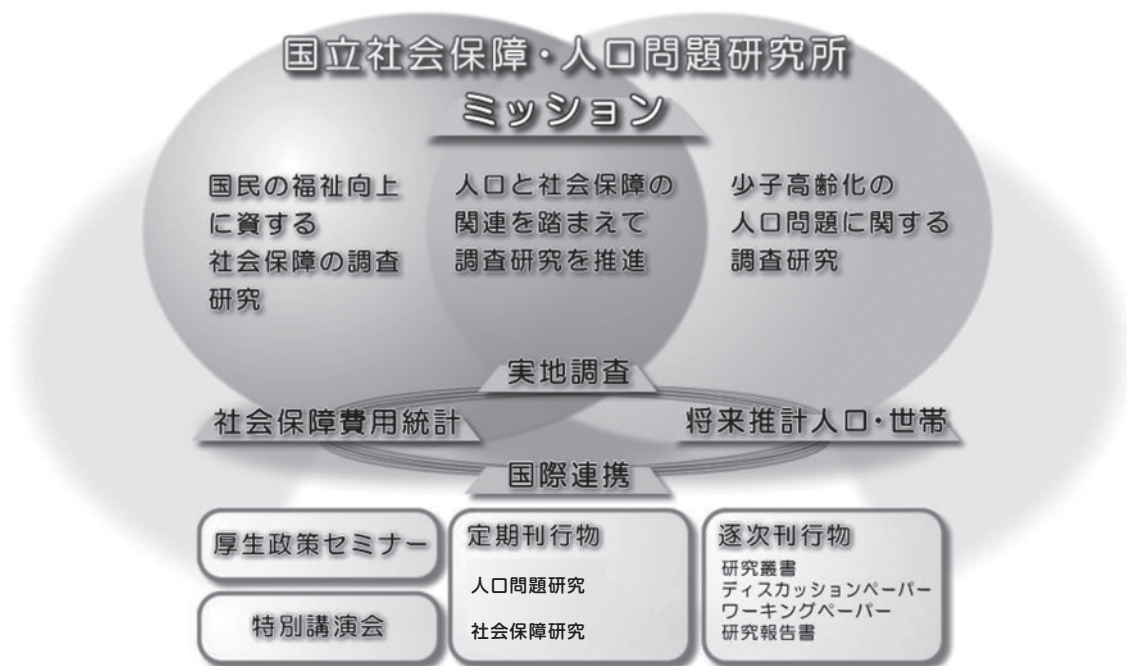 国立社会保障・人口問題研究所
ミッション
国民の福祉向上
に資する
社会保障の調査
研究
人口と社会保障の
関連を踏まえて
調査研究を推進
少子高齢化の
人口問題に関する
調査研究
実地調査
社会保障費用統計
将来推計人口・世帯
国際連携
厚生政策セミナー
特別講演会
定期刊行物
人口問題研究
社会保障研究
逐次刊行物
研究叢書
ディスカッションペーパー
ワーキングペーパー
研究報告書